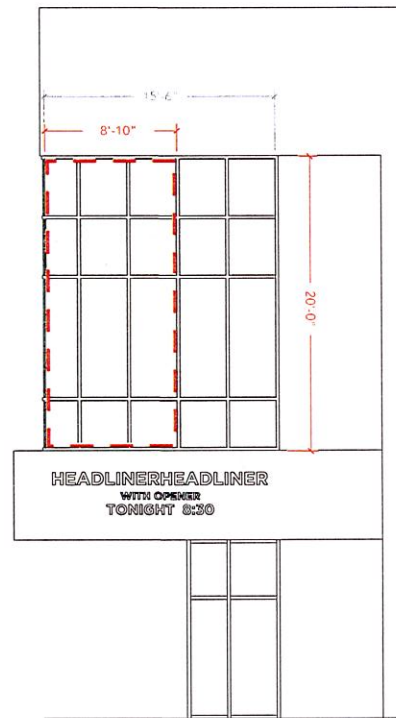 15'-6"
8'-10"
20'-0"
HEADLINERHEADLINER
WITH OPENER
TONIGHT 8:30